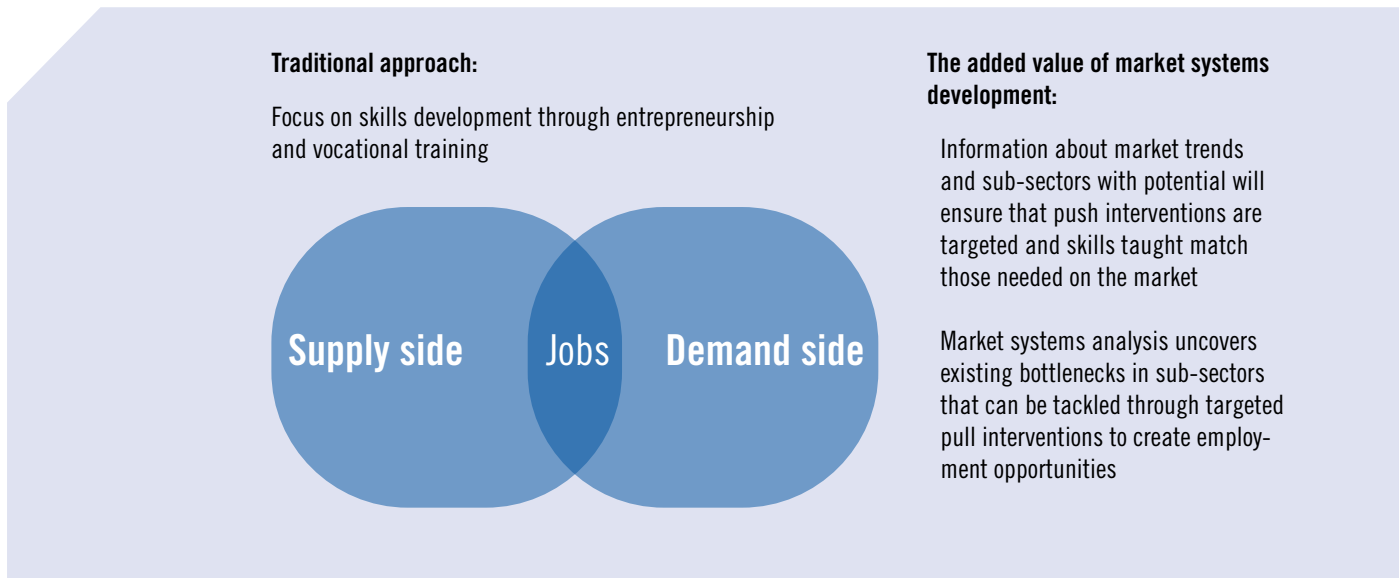 Traditional approach:
Focus on skills development through entrepreneurship
and vocational training
Supply side
Jobs
Demand side
The added value of market systems
development:
Information about market trends
and sub-sectors with potential will
ensure that push interventions are
targeted and skills taught match
those needed on the market
Market systems analysis uncovers
existing bottlenecks in sub-sectors
that can be tackled through targeted
pull interventions to create employ-
ment opportunities